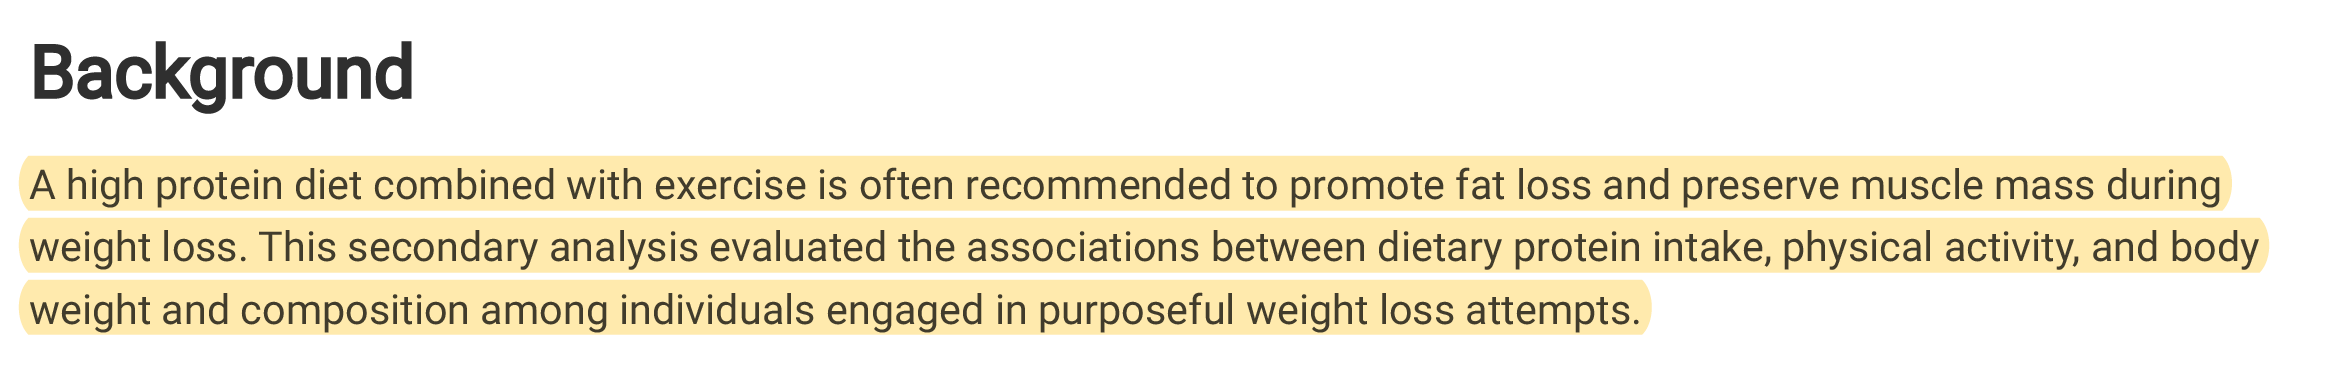 Background
A high protein diet combined with exercise is often recommended to promote fat loss and preserve muscle mass during
weight loss. This secondary analysis evaluated the associations between dietary protein intake, physical activity, and body
weight and composition among individuals engaged in purposeful weight loss attempts.